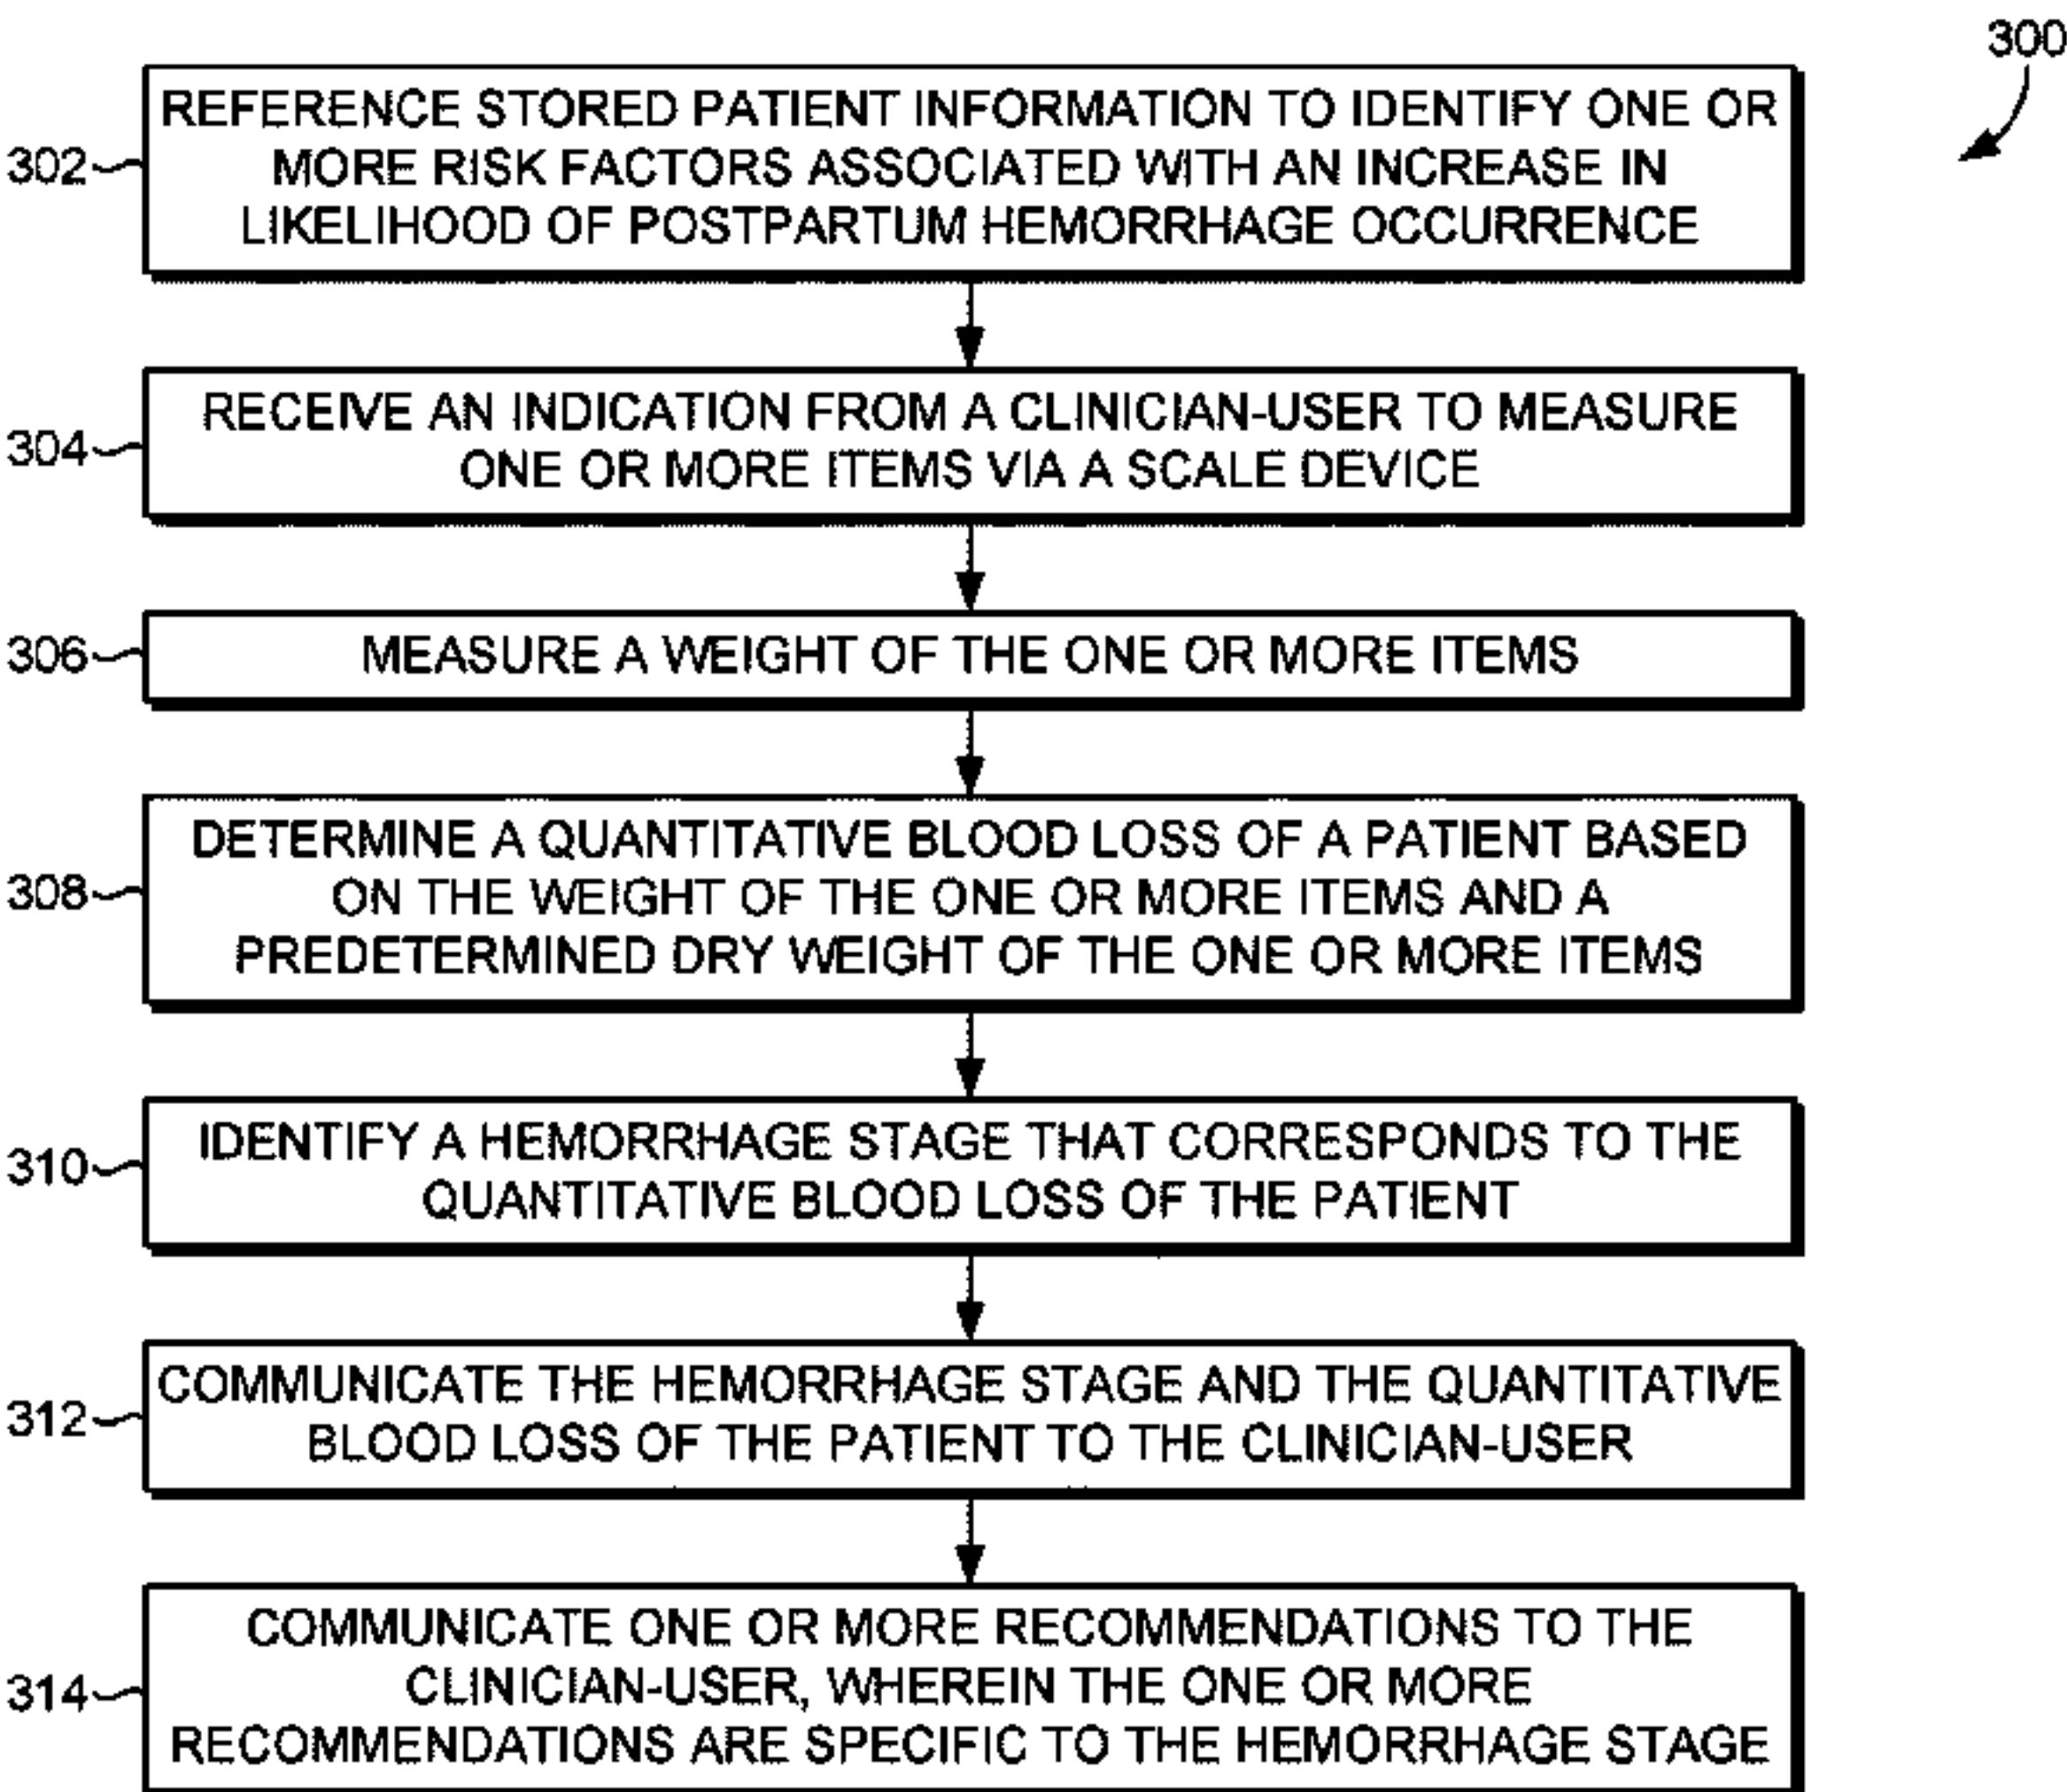 300
302
REFERENCE STORED PATIENT INFORMATION TO IDENTIFY ONE OR
MORE RISK FACTORS ASSOCIATED WITH AN INCREASE IN
LIKELIHOOD OF POSTPARTUM HEMORRHAGE OCCURRENCE
304
RECEIVE AN INDICATION FROM A CLINICIAN-USER TO MEASURE
ONE OR MORE ITEMS VIA A SCALE DEVICE
306
MEASURE A WEIGHT OF THE ONE OR MORE ITEMS
308
DETERMINE A QUANTITATIVE BLOOD LOSS OF A PATIENT BASED
ON THE WEIGHT OF THE ONE OR MORE ITEMS AND A
PREDETERMINED DRY WEIGHT OF THE ONE OR MORE ITEMS
310
IDENTIFY A HEMORRHAGE STAGE THAT CORRESPONDS TO THE
QUANTITATIVE BLOOD LOSS OF THE PATIENT
312
COMMUNICATE THE HEMORRHAGE STAGE AND THE QUANTITATIVE
BLOOD LOSS OF THE PATIENT TO THE CLINICIAN-USER
314
COMMUNICATE ONE OR MORE RECOMMENDATIONS TO THE
CLINICIAN-USER, WHEREIN THE ONE OR MORE
RECOMMENDATIONS ARE SPECIFIC TO THE HEMORRHAGE STAGE